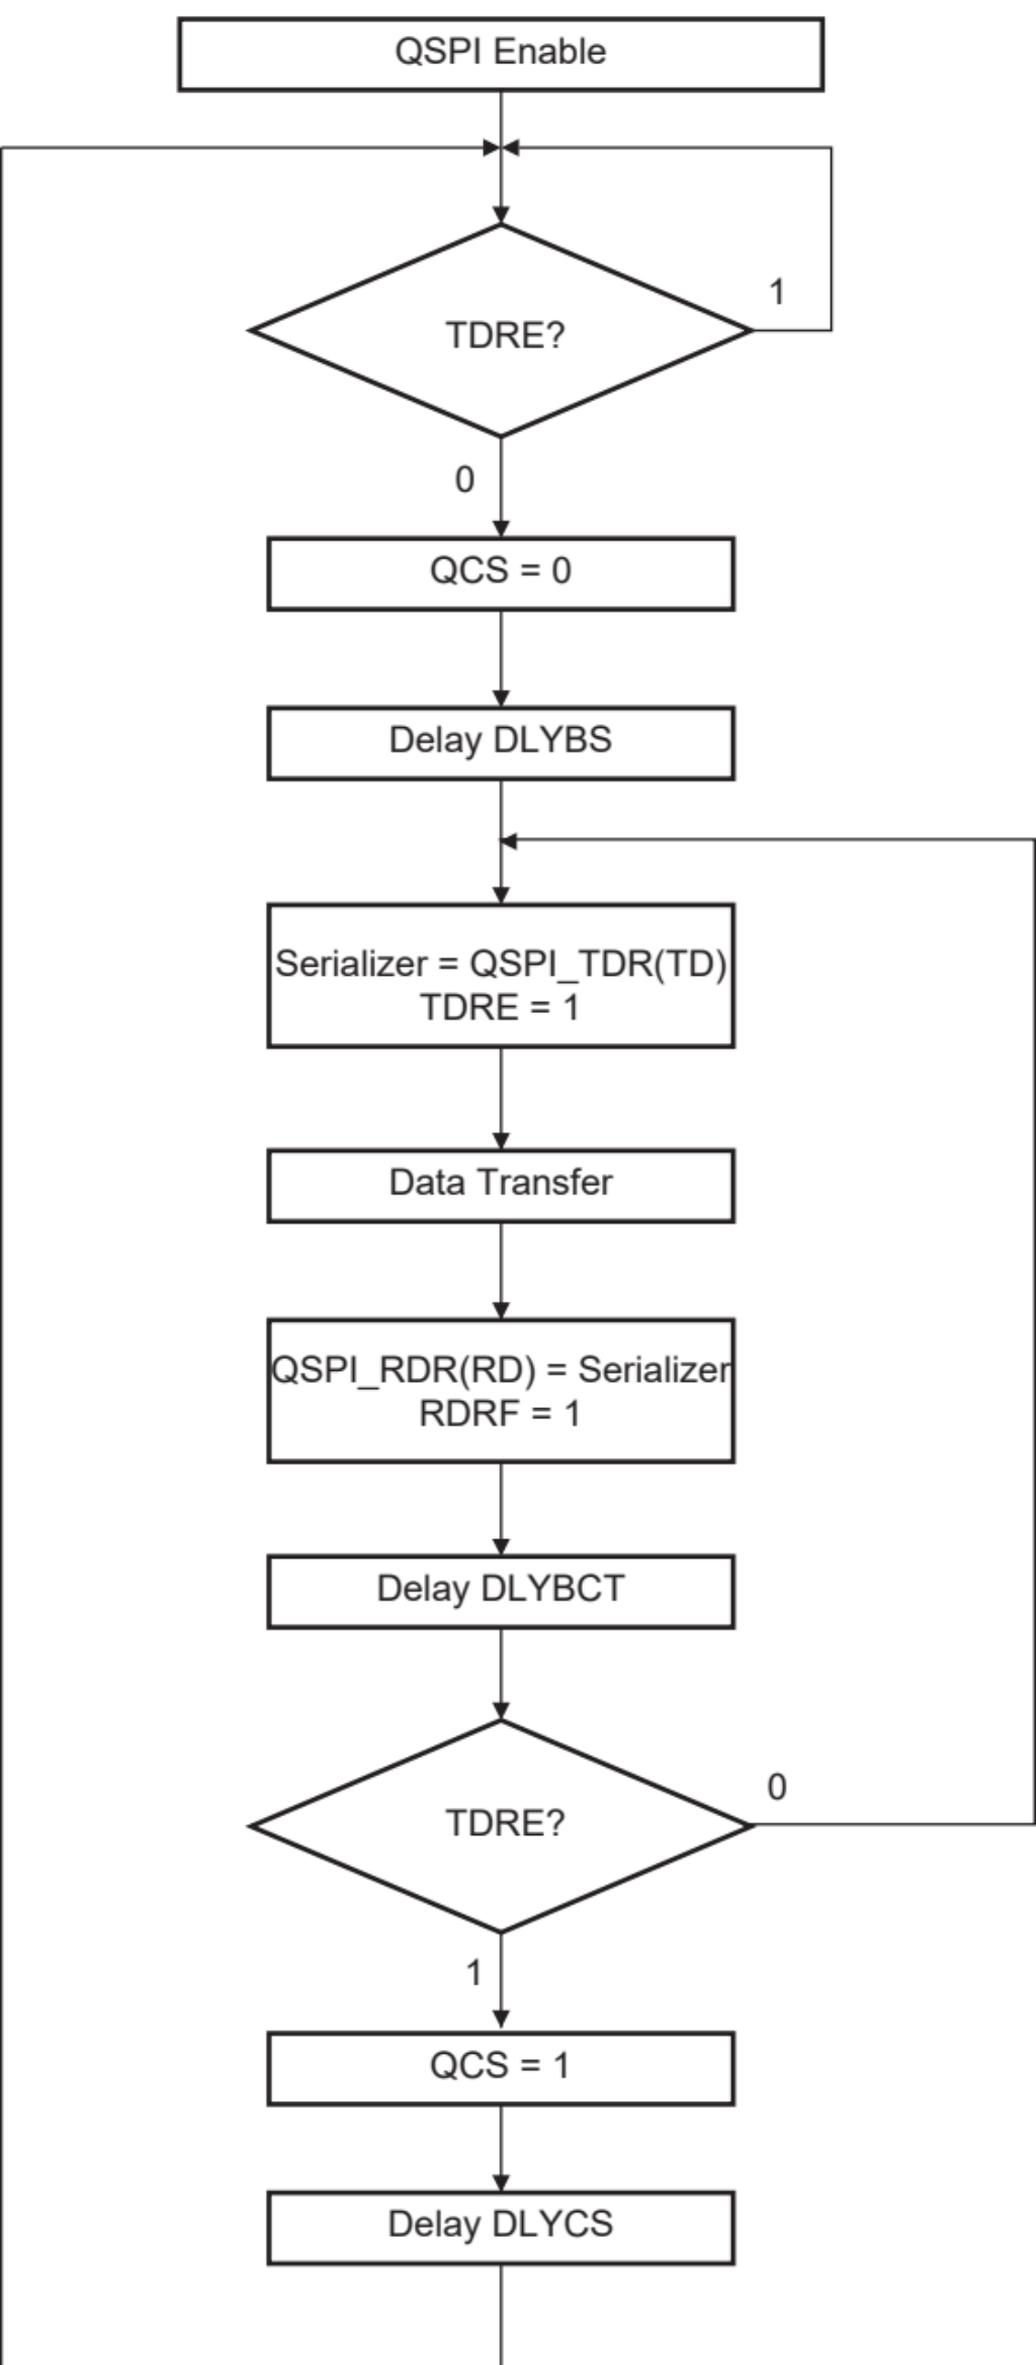 QSPI Enable
1
TDRE?
0
QCS = 0
Delay DLYBS
Serializer = QSPI_TDR(TD)
TDRE = 1
Data Transfer
QSPI_RDR(RD) = Serializer
RDRF = 1
Delay DLYBCT
0
TDRE?
1
QCS = 1
Delay DLYCS